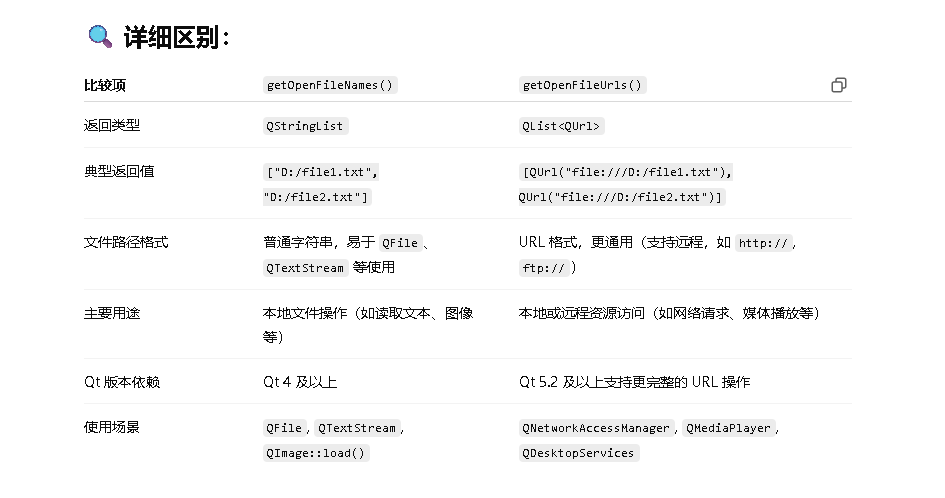 🔍 详细区别：
比较项 getOpenFileNames() getOpenFileUrls()
返回类型 QStringList QList<QUrl>
典型返回值 ["D:/file1.txt", [QUrl("file:///D:/file1.txt"),
"D:/file2.txt"] QUrl("file:///D:/file2.txt")]
文件路径格式 普通字符串，易于 QFile、 URL 格式，更通用（支持远程，如 http://，
QTextStream 等使用 ftp://）
主要用途 本地文件操作（如读取文本、图像 本地或远程资源访问（如网络请求、媒体播放等）
等）
Qt 版本依赖 Qt 4 及以上 Qt 5.2 及以上支持更完整的 URL 操作
使用场景 QFile, QTextStream, QNetworkAccessManager, QMediaPlayer,
QImage::load() QDesktopServices